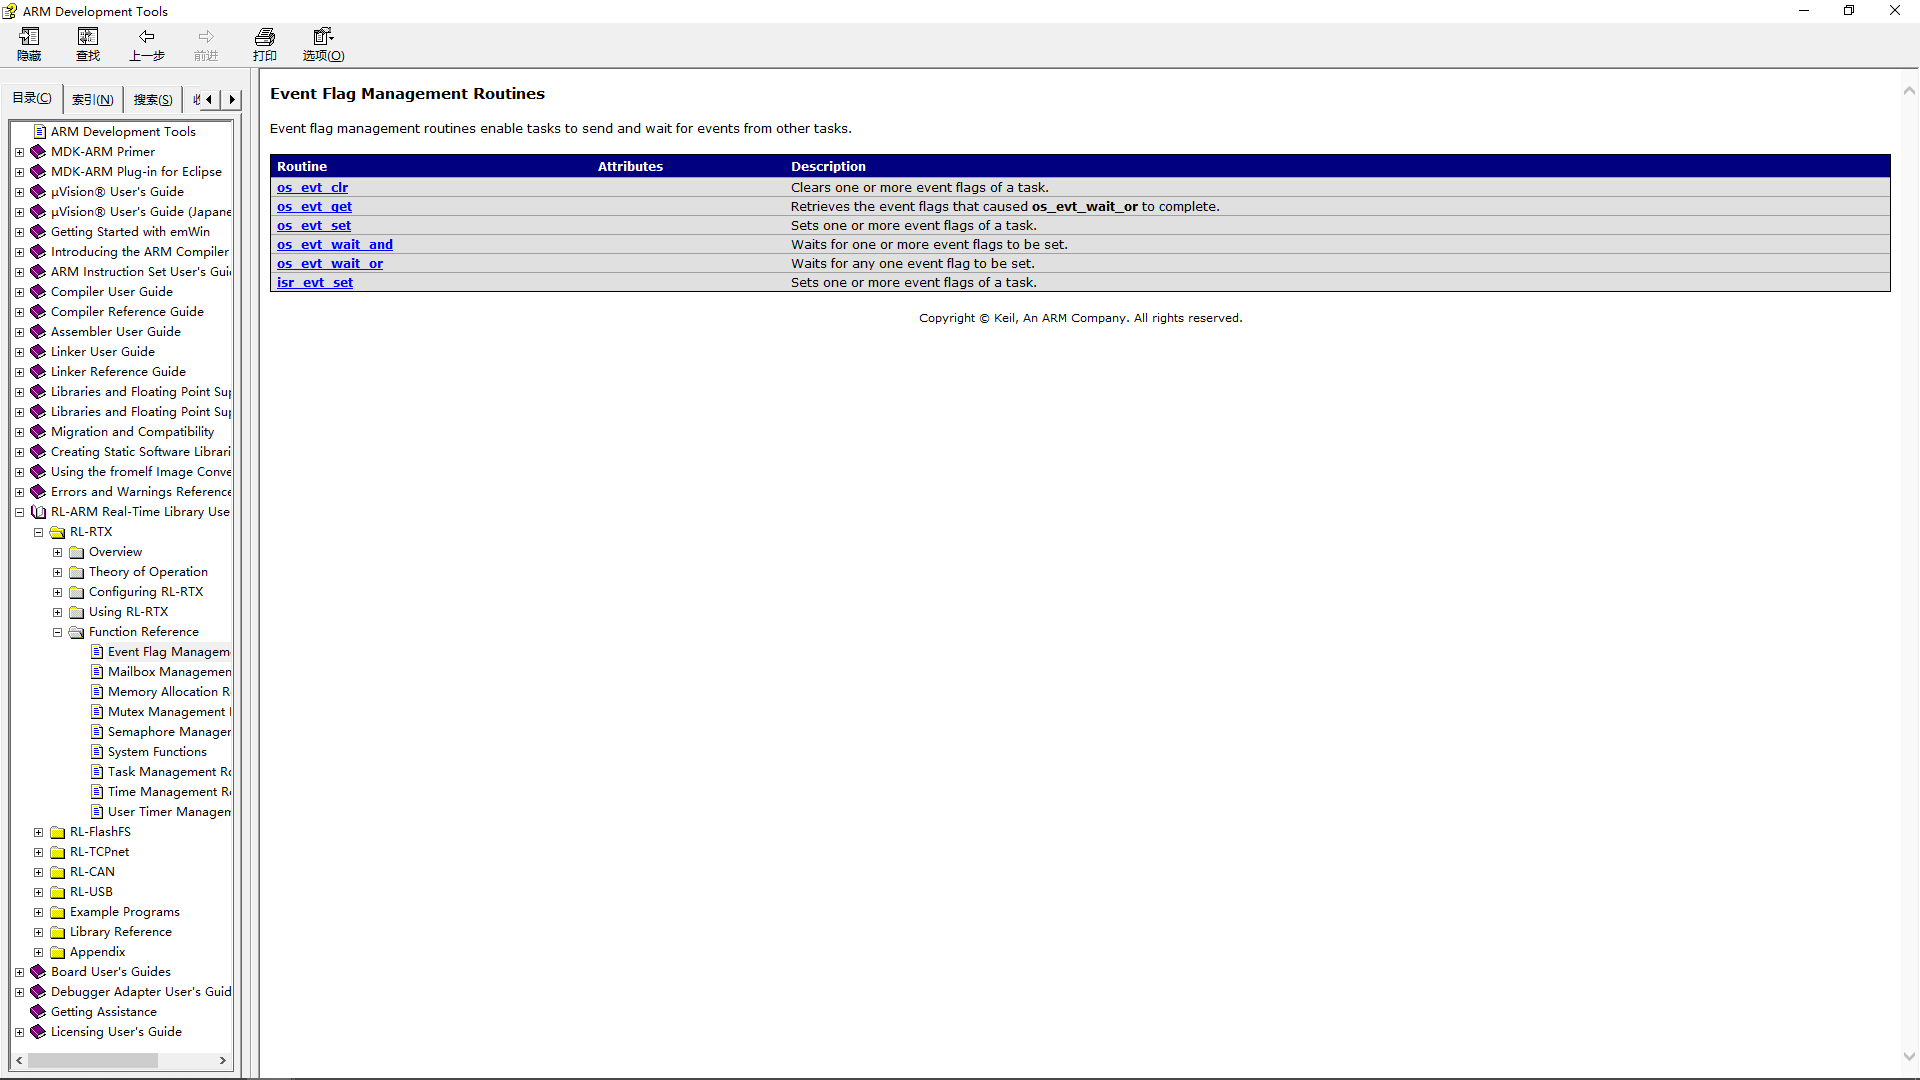 ARM Development Tools
隐藏 查找 上一步 前进 打印 选项(O)
目录(C) 索引(N) 搜索(S)
ARM Development Tools
MDK-ARM Primer
MDK-ARM Plug-in for Eclipse
µVision® User's Guide
µVision® User's Guide (Japane
Getting Started with emWin
Introducing the ARM Compiler
ARM Instruction Set User's Gui
Compiler User Guide
Compiler Reference Guide
Assembler User Guide
Linker User Guide
Linker Reference Guide
Libraries and Floating Point Sup
Libraries and Floating Point Sup
Migration and Compatibility
Creating Static Software Librari
Using the fromelf Image Conve
Errors and Warnings Reference
RL-ARM Real-Time Library Use
RL-RTX
Overview
Theory of Operation
Configuring RL-RTX
Using RL-RTX
Function Reference
Event Flag Managem
Mailbox Managemen
Memory Allocation R
Mutex Management
Semaphore Manager
System Functions
Task Management Ro
Time Management Ro
User Timer Managem
RL-FlashFS
RL-TCPnet
RL-CAN
RL-USB
Example Programs
Library Reference
Appendix
Board User's Guides
Debugger Adapter User's Guid
Getting Assistance
Licensing User's Guide
Event Flag Management Routines
Event flag management routines enable tasks to send and wait for events from other tasks.
Routine Attributes Description
os_evt_clr Clears one or more event flags of a task.
os_evt_get Retrieves the event flags that caused os_evt_wait_or to complete.
os_evt_set Sets one or more event flags of a task.
os_evt_wait_and Waits for one or more event flags to be set.
os_evt_wait_or Waits for any one event flag to be set.
isr_evt_set Sets one or more event flags of a task.
Copyright © Keil, An ARM Company. All rights reserved.